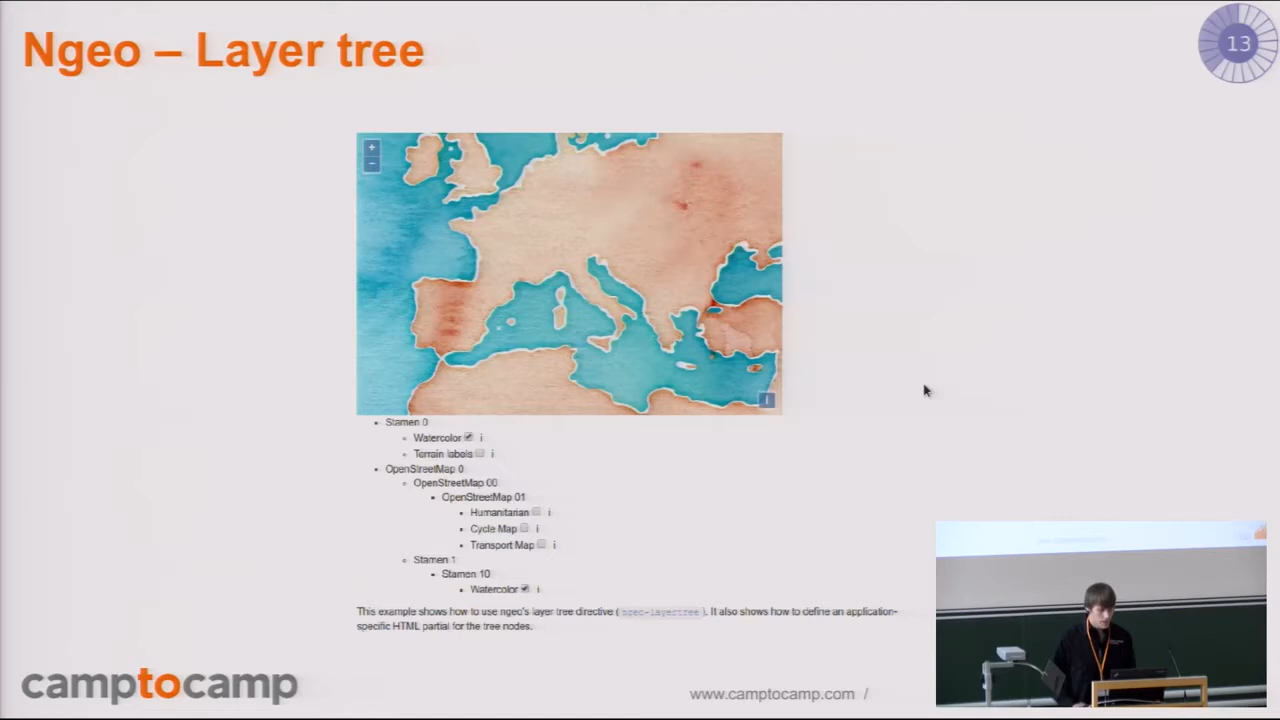 Ngeo – Layer tree
13
+
−
i
Stamen 0
Watercolor i
Terrain labels i
OpenStreetMap 0
OpenStreetMap 00
OpenStreetMap 01
Humanitarian i
Cycle Map i
Transport Map i
Stamen 1
Stamen 10
Watercolor i
This example shows how to use ngeo's layer tree directive (ngeo-layertree). It also shows how to define an application-
specific HTML partial for the tree nodes.
camptocamp
www.camptocamp.com /